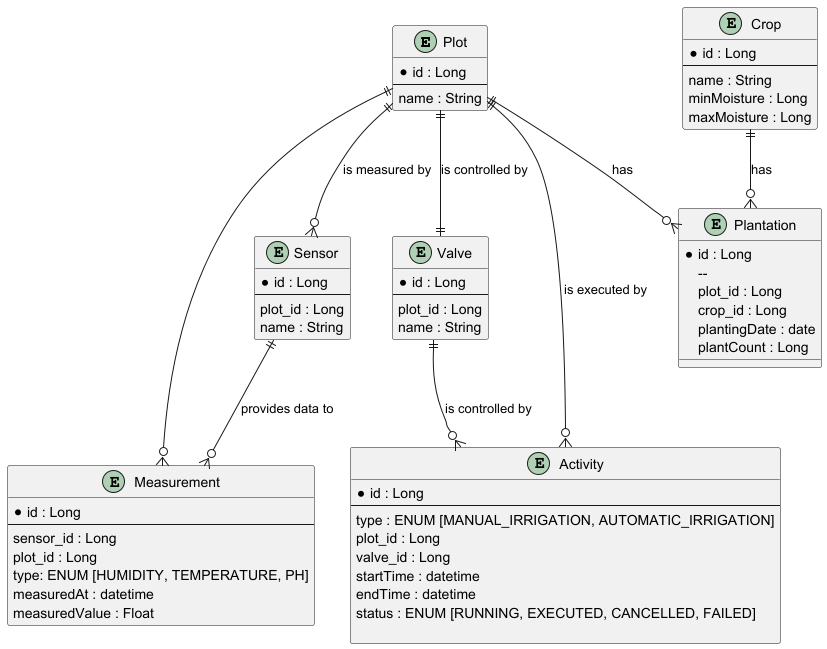 E Plot
* id : Long
name : String
E Crop
* id : Long
name : String
minMoisture : Long
maxMoisture : Long
is measured by
is controlled by
has
has
E Sensor
* id : Long
plot_id : Long
name : String
E Valve
* id : Long
plot_id : Long
name : String
E Plantation
* id : Long
--
plot_id : Long
crop_id : Long
plantingDate : date
plantCount : Long
is executed by
provides data to
is controlled by
E Measurement
* id : Long
sensor_id : Long
plot_id : Long
type: ENUM [HUMIDITY, TEMPERATURE, PH]
measuredAt : datetime
measuredValue : Float
E Activity
* id : Long
type : ENUM [MANUAL_IRRIGATION, AUTOMATIC_IRRIGATION]
plot_id : Long
valve_id : Long
startTime : datetime
endTime : datetime
status : ENUM [RUNNING, EXECUTED, CANCELLED, FAILED]